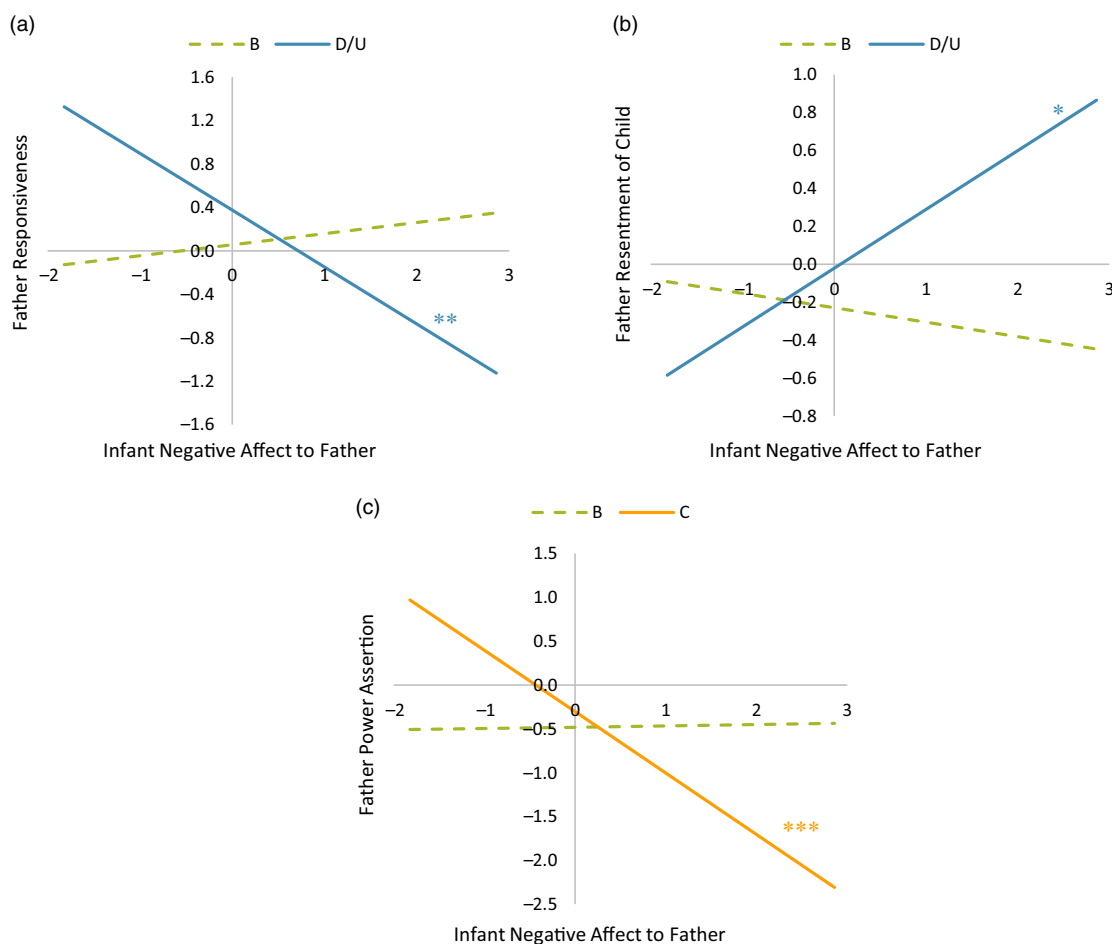 (a)
B D/U
1.6
1.2
0.8
0.4
0.0
−0.4
−0.8
−1.2
−1.6
−2 −1 0 1 2 3
Father Responsiveness
**
Infant Negative Affect to Father
(b)
B D/U
1.0
0.8
0.6
0.4
0.2
0.0
−0.2
−0.4
−0.6
−0.8
−2 −1 0 1 2 3
Father Resentment of Child
*
Infant Negative Affect to Father
(c)
B C
1.5
1.0
0.5
0.0
−0.5
−1.0
−1.5
−2.0
−2.5
−2 −1 0 1 2 3
Father Power Assertion
***
Infant Negative Affect to Father